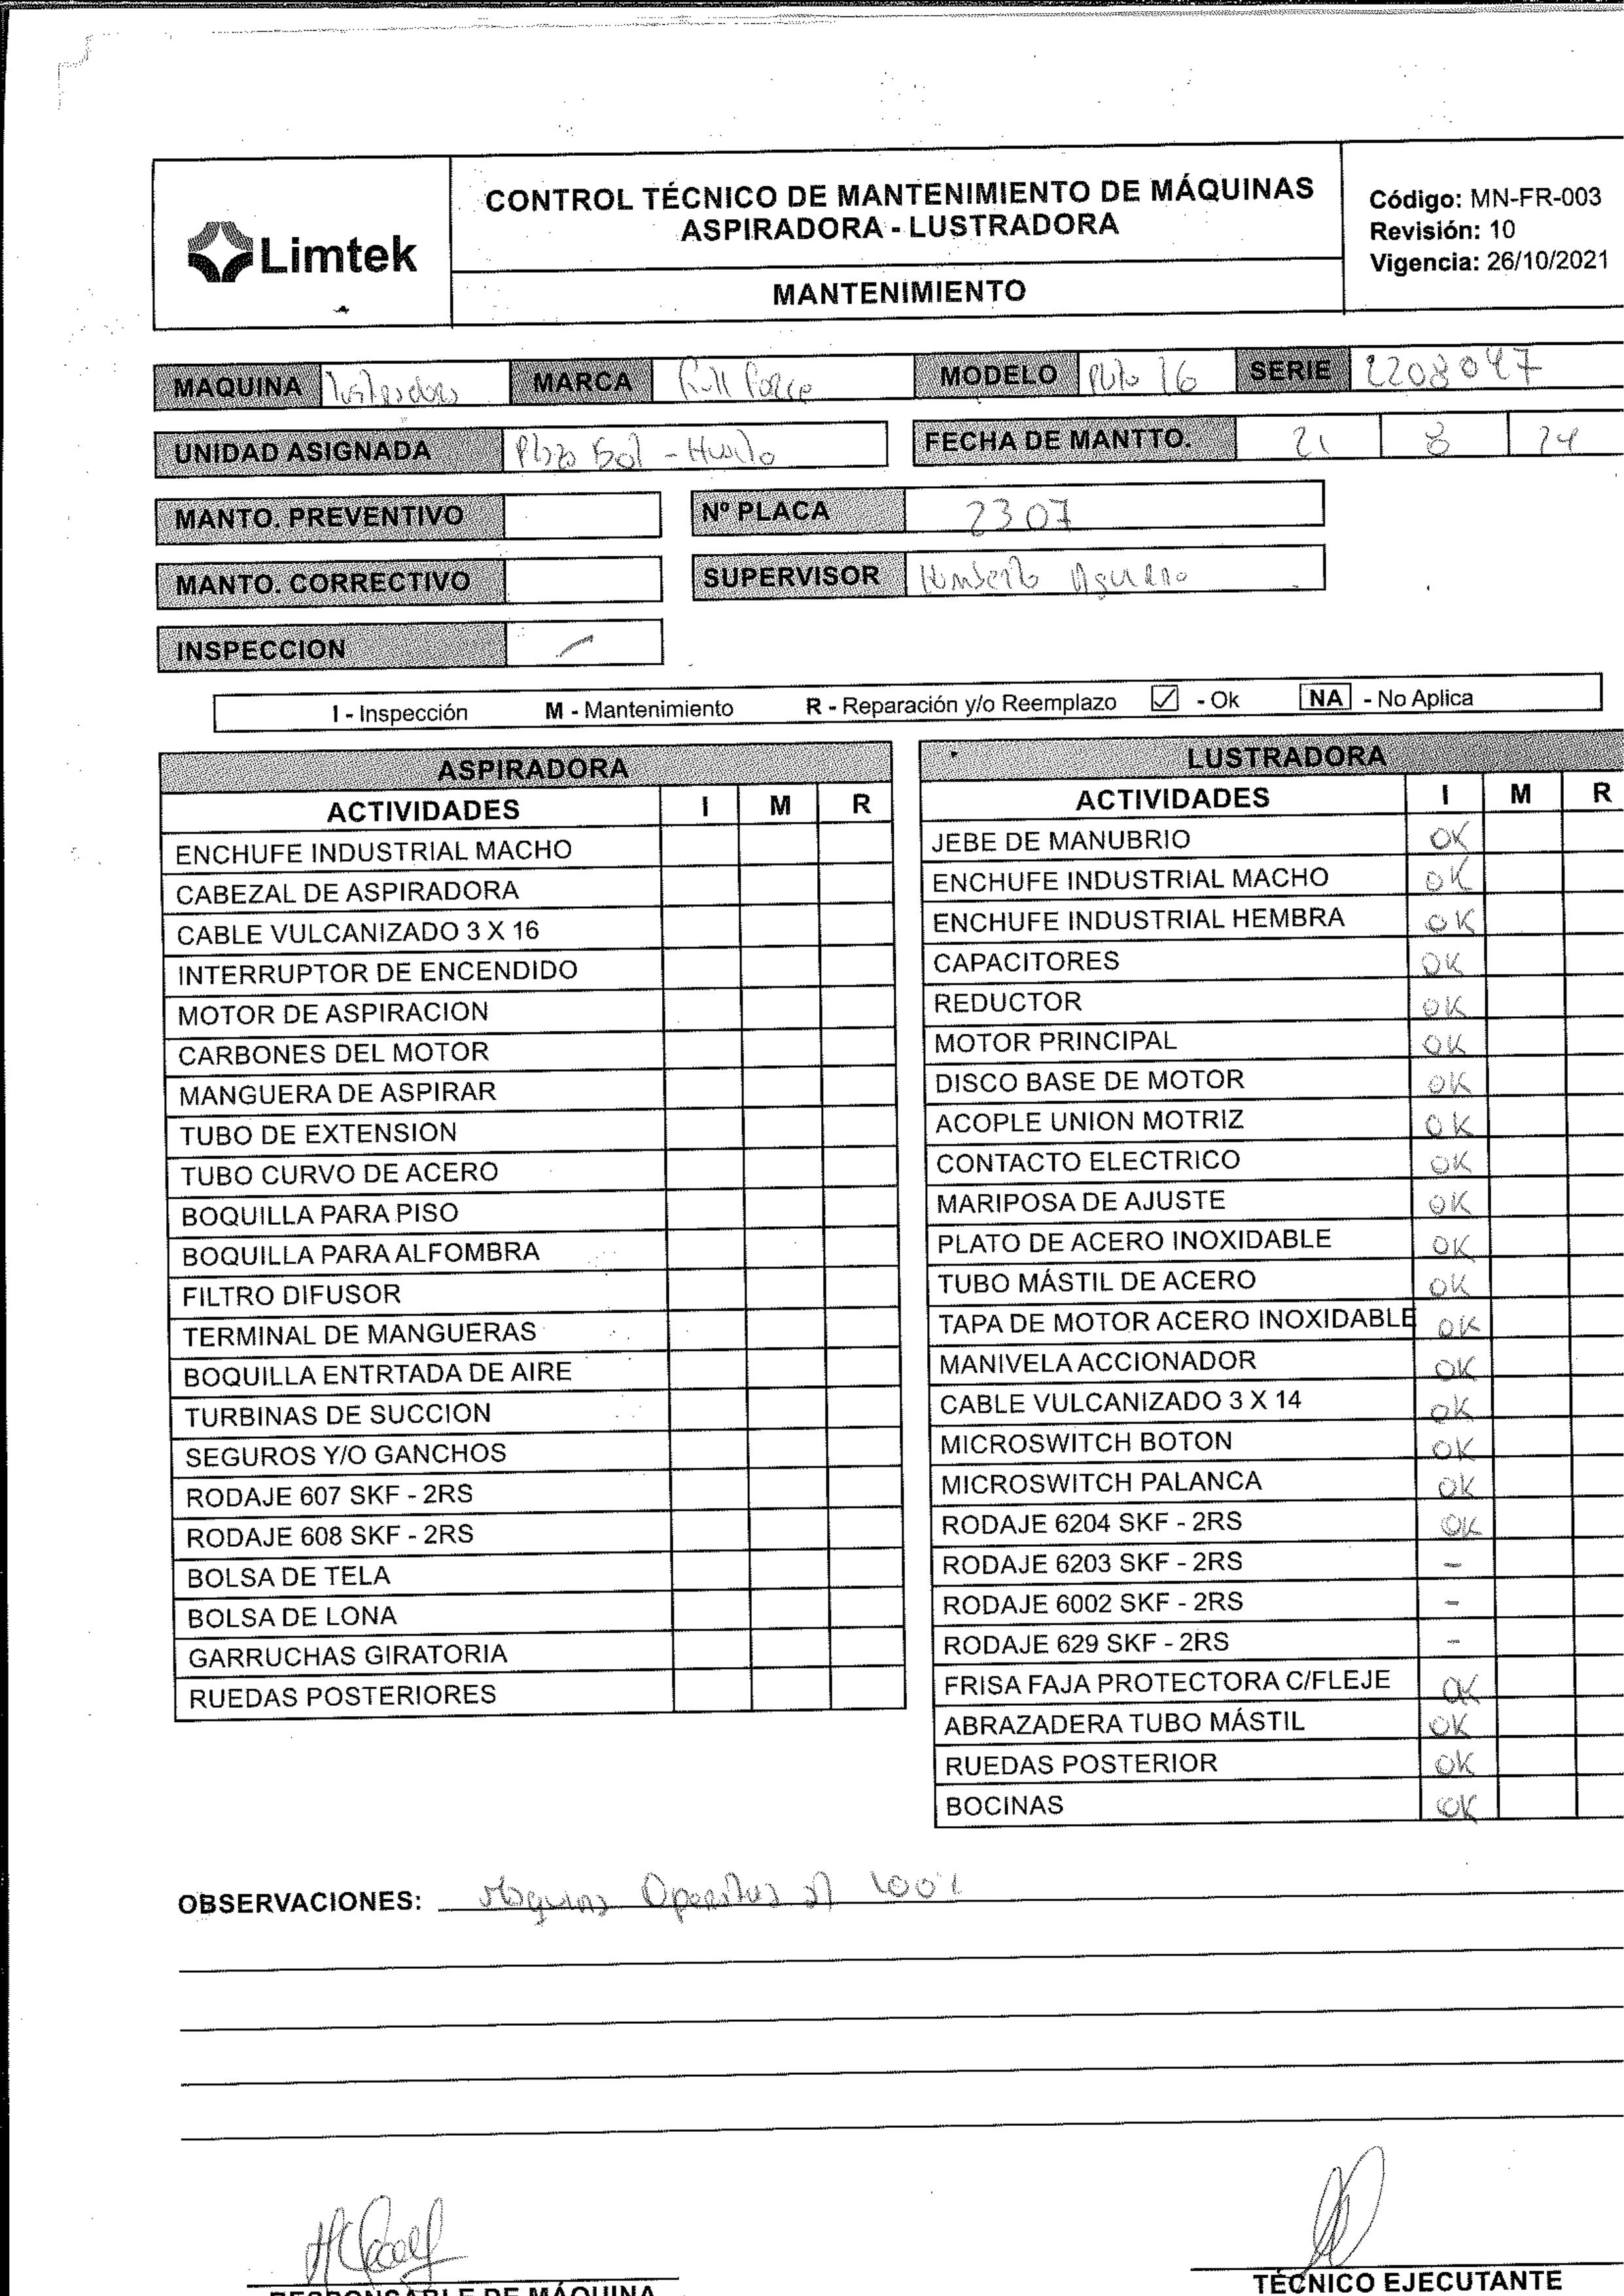 Limtek
CONTROL TÉCNICO DE MANTENIMIENTO DE MÁQUINAS
ASPIRADORA - LUSTRADORA
MANTENIMIENTO
Código: MN-FR-003
Revisión: 10
Vigencia: 26/10/2021
MAQUINA lustradora MARCA Full Force MODELO Plato 16 SERIE 2208047
UNIDAD ASIGNADA Plaza Sol - Huacho FECHA DE MANTTO. 21 8 24
MANTO. PREVENTIVO Nº PLACA 2307
MANTO. CORRECTIVO SUPERVISOR Humberto
INSPECCION
I - Inspección M - Mantenimiento R - Reparación y/o Reemplazo ☑ - Ok NA - No Aplica
ASPIRADORA
ACTIVIDADES I M R
ENCHUFE INDUSTRIAL MACHO
CABEZAL DE ASPIRADORA
CABLE VULCANIZADO 3 X 16
INTERRUPTOR DE ENCENDIDO
MOTOR DE ASPIRACION
CARBONES DEL MOTOR
MANGUERA DE ASPIRAR
TUBO DE EXTENSION
TUBO CURVO DE ACERO
BOQUILLA PARA PISO
BOQUILLA PARA ALFOMBRA
FILTRO DIFUSOR
TERMINAL DE MANGUERAS
BOQUILLA ENTRTADA DE AIRE
TURBINAS DE SUCCION
SEGUROS Y/O GANCHOS
RODAJE 607 SKF - 2RS
RODAJE 608 SKF - 2RS
BOLSA DE TELA
BOLSA DE LONA
GARRUCHAS GIRATORIA
RUEDAS POSTERIORES
LUSTRADORA
ACTIVIDADES I M R
JEBE DE MANUBRIO OK
ENCHUFE INDUSTRIAL MACHO OK
ENCHUFE INDUSTRIAL HEMBRA OK
CAPACITORES OK
REDUCTOR OK
MOTOR PRINCIPAL OK
DISCO BASE DE MOTOR OK
ACOPLE UNION MOTRIZ OK
CONTACTO ELECTRICO OK
MARIPOSA DE AJUSTE OK
PLATO DE ACERO INOXIDABLE OK
TUBO MÁSTIL DE ACERO OK
TAPA DE MOTOR ACERO INOXIDABLE OK
MANIVELA ACCIONADOR OK
CABLE VULCANIZADO 3 X 14 OK
MICROSWITCH BOTON OK
MICROSWITCH PALANCA OK
RODAJE 6204 SKF - 2RS OK
RODAJE 6203 SKF - 2RS -
RODAJE 6002 SKF - 2RS -
RODAJE 629 SKF - 2RS -
FRISA FAJA PROTECTORA C/FLEJE OK
ABRAZADERA TUBO MÁSTIL OK
RUEDAS POSTERIOR OK
BOCINAS OK
OBSERVACIONES: Maquina Operativa al 100%
RESPONSABLE DE MÁQUINA
TÉCNICO EJECUTANTE